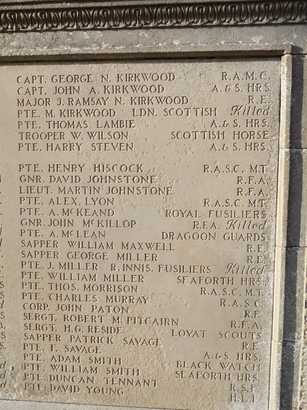 CAPT. GEORGE N. KIRKWOOD R.A.M.C.
CAPT. JOHN A. KIRKWOOD A.&S. HRS.
MAJOR J. RAMSAY N. KIRKWOOD R.E.
PTE. M. KIRKWOOD LDN. SCOTTISH Killed
PTE. THOMAS LAMBIE A.&S. HRS.
TROOPER W. WILSON SCOTTISH HORSE
PTE. HARRY STEVEN A.&S. HRS.
PTE. HENRY HISCOCK R.A.S.C. M.T.
GNR. DAVID JOHNSTONE R.F.A.
LIEUT. MARTIN JOHNSTONE R.F.A.
PTE. ALEX. LYON R.A.S.C. M.T.
PTE. A. McKEAND ROYAL FUSILIERS
GNR. JOHN McKILLOP R.F.A. Killed
PTE. A. McLEAN DRAGOON GUARDS
SAPPER WILLIAM MAXWELL R.E.
SAPPER GEORGE MILLER R.E.
PTE. J. MILLER R. INNIS. FUSILIERS Killed
PTE. WILLIAM MILLER SEAFORTH HRS.
PTE. THOS. MORRISON R.A.S.C. M.T.
PTE. CHARLES MURRAY R.A.S.C.
CORP. JOHN PATON R.E.
SERGT. ROBERT M. PITCAIRN R.F.A.
SERGT. H.G. RESIDE LOVAT SCOUTS
SAPPER PATRICK SAVAGE R.E.
PTE. F. SAVAGE A.&S. HRS.
PTE. ADAM SMITH BLACK WATCH
PTE. WILLIAM SMITH SEAFORTH HRS.
PTE. DUNCAN TENNANT R.S.F.
PTE. DAVID YOUNG H.L.I.